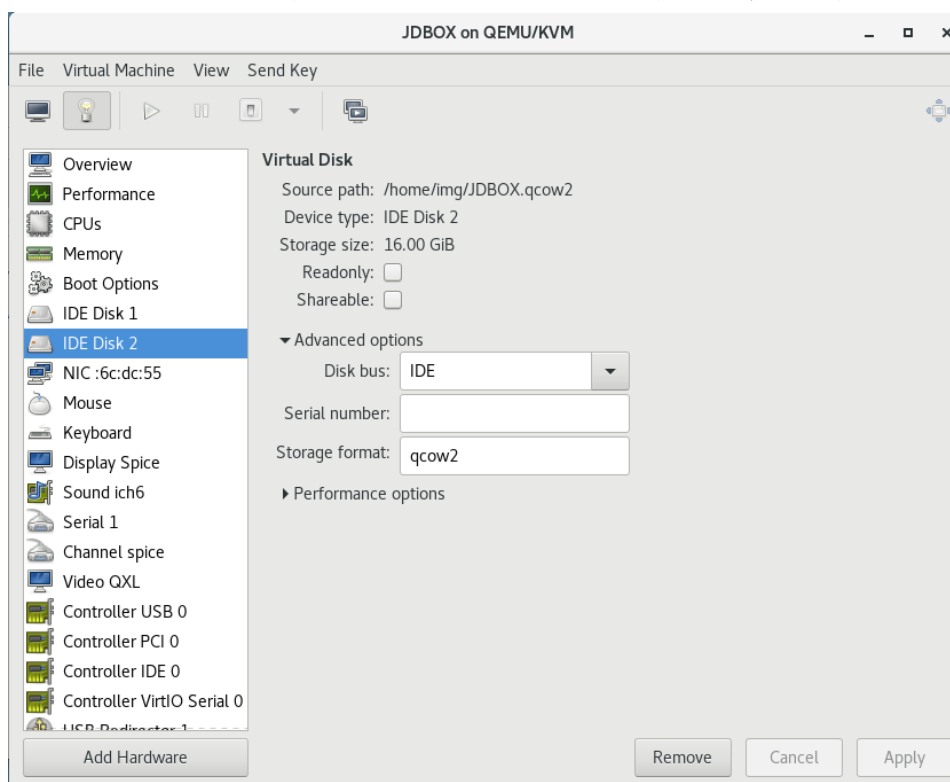 JDBOX on QEMU/KVM
File Virtual Machine View Send Key
Overview
Performance
CPUs
Memory
Boot Options
IDE Disk 1
IDE Disk 2
NIC :6c:dc:55
Mouse
Keyboard
Display Spice
Sound ich6
Serial 1
Channel spice
Video QXL
Controller USB 0
Controller PCI 0
Controller IDE 0
Controller VirtIO Serial 0
USB Redirector 1
Add Hardware
Virtual Disk
Source path: /home/img/JDBOX.qcow2
Device type: IDE Disk 2
Storage size: 16.00 GiB
Readonly:
Shareable:
Advanced options
Disk bus: IDE
Serial number:
Storage format: qcow2
Performance options
Remove Cancel Apply